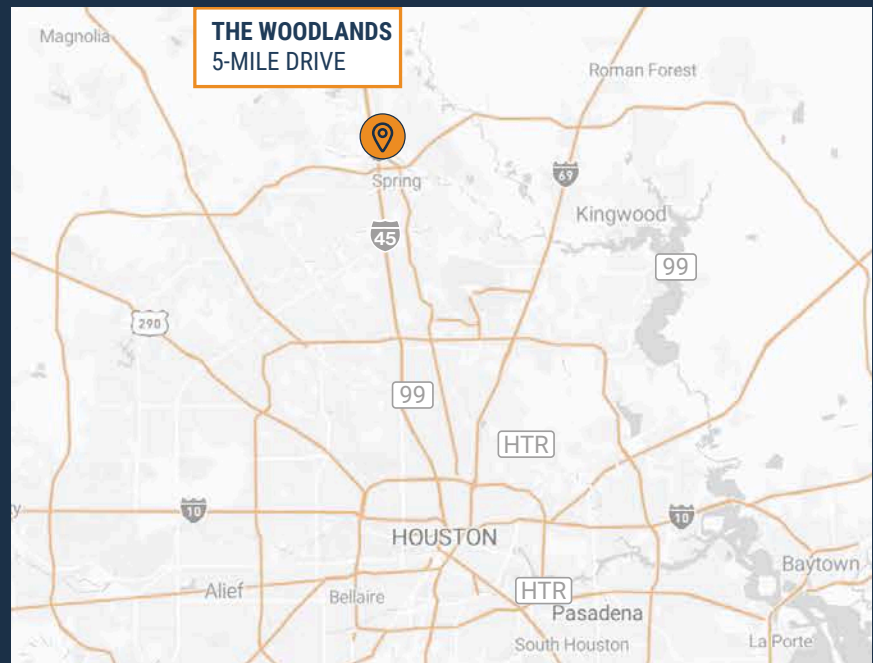 THE WOODLANDS
5-MILE DRIVE
Magnolia
Roman Forest
Spring
69
Kingwood
45
99
290
99
HTR
10
10
HOUSTON
Baytown
Alief
Bellaire
HTR
Pasadena
South Houston
La Porte